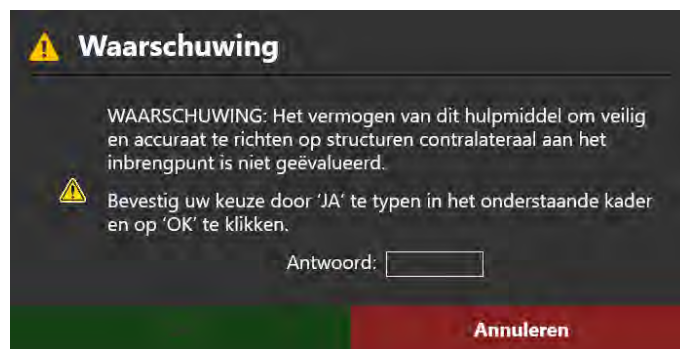 Waarschuwing
WAARSCHUWING: Het vermogen van dit hulpmiddel om veilig
en accuraat te richten op structuren contralateraal aan het
inbrengpunt is niet geëvalueerd.
Bevestig uw keuze door 'JA' te typen in het onderstaande kader
en op 'OK' te klikken.
Antwoord:
Annuleren